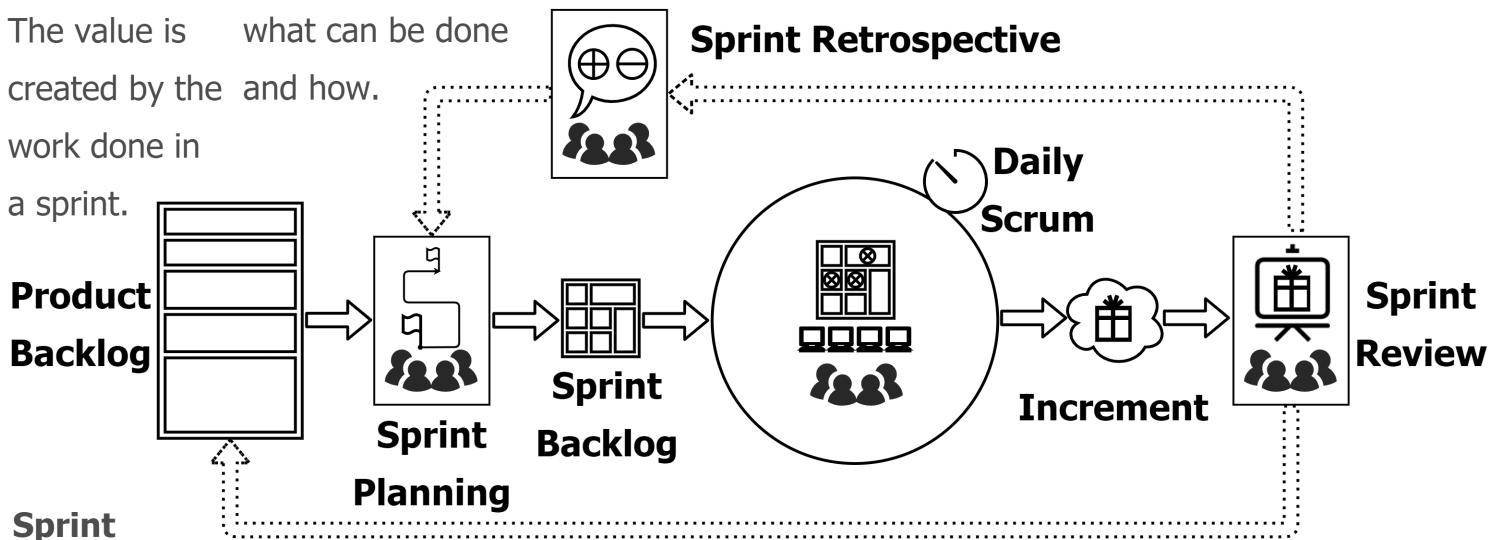 The value is
created by the
work done in
a sprint.
what can be done
and how.
Sprint Retrospective
Daily
Scrum
Product
Backlog
Sprint
Planning
Sprint
Backlog
Increment
Sprint
Review
Sprint